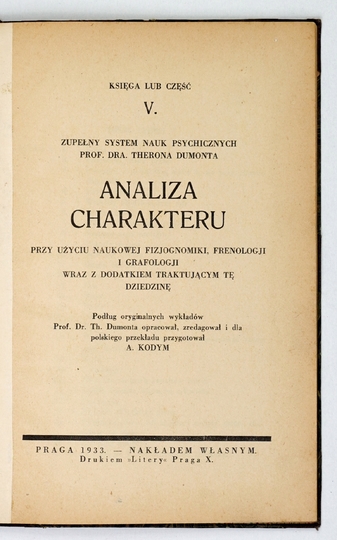 KSIĘGA LUB CZĘŚĆ
V.
ZUPEŁNY SYSTEM NAUK PSYCHICZNYCH
PROF. DRA. THERONA DUMONTA
ANALIZA
CHARAKTERU
PRZY UŻYCIU NAUKOWEJ FIZJOGNOMIKI, FRENOLOGJI
I GRAFOLOGJI
WRAZ Z DODATKIEM TRAKTUJĄCYM TĘ
DZIEDZINĘ
Podług oryginalnych wykładów
Prof. Dr. Th. Dumonta opracował, zredagował i dla
polskiego przekładu przygotował
A. KODYM
PRAGA 1933. — NAKŁADEM WŁASNYM.
Drukiem »Litery« Praga X.